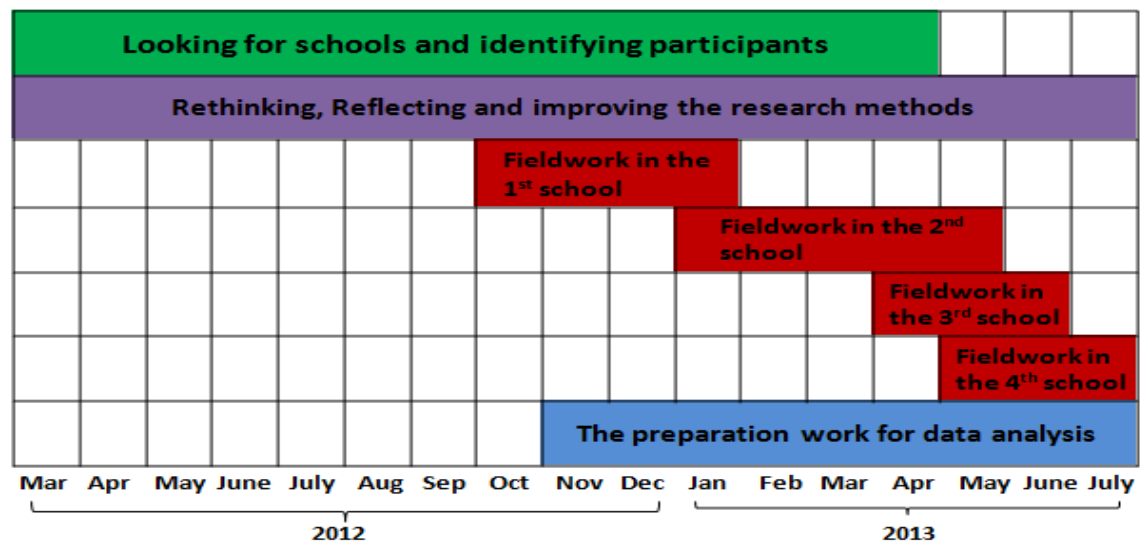 Looking for schools and identifying participants
Rethinking, Reflecting and improving the research methods
Fieldwork in the
1st school
Fieldwork in the 2nd
school
Fieldwork in
the 3rd school
Fieldwork in
the 4th school
The preparation work for data analysis
Mar Apr May June July Aug Sep Oct Nov Dec Jan Feb Mar Apr May June July
2012 2013